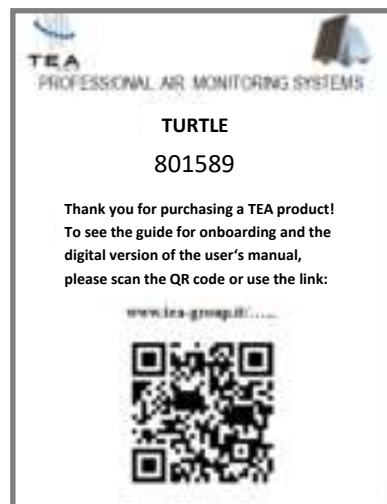 TEA
PROFESSIONAL AIR MONITORING SYSTEMS
TURTLE
801589
Thank you for purchasing a TEA product!
To see the guide for onboarding and the
digital version of the user's manual,
please scan the QR code or use the link:
www.tea-group.it/.....